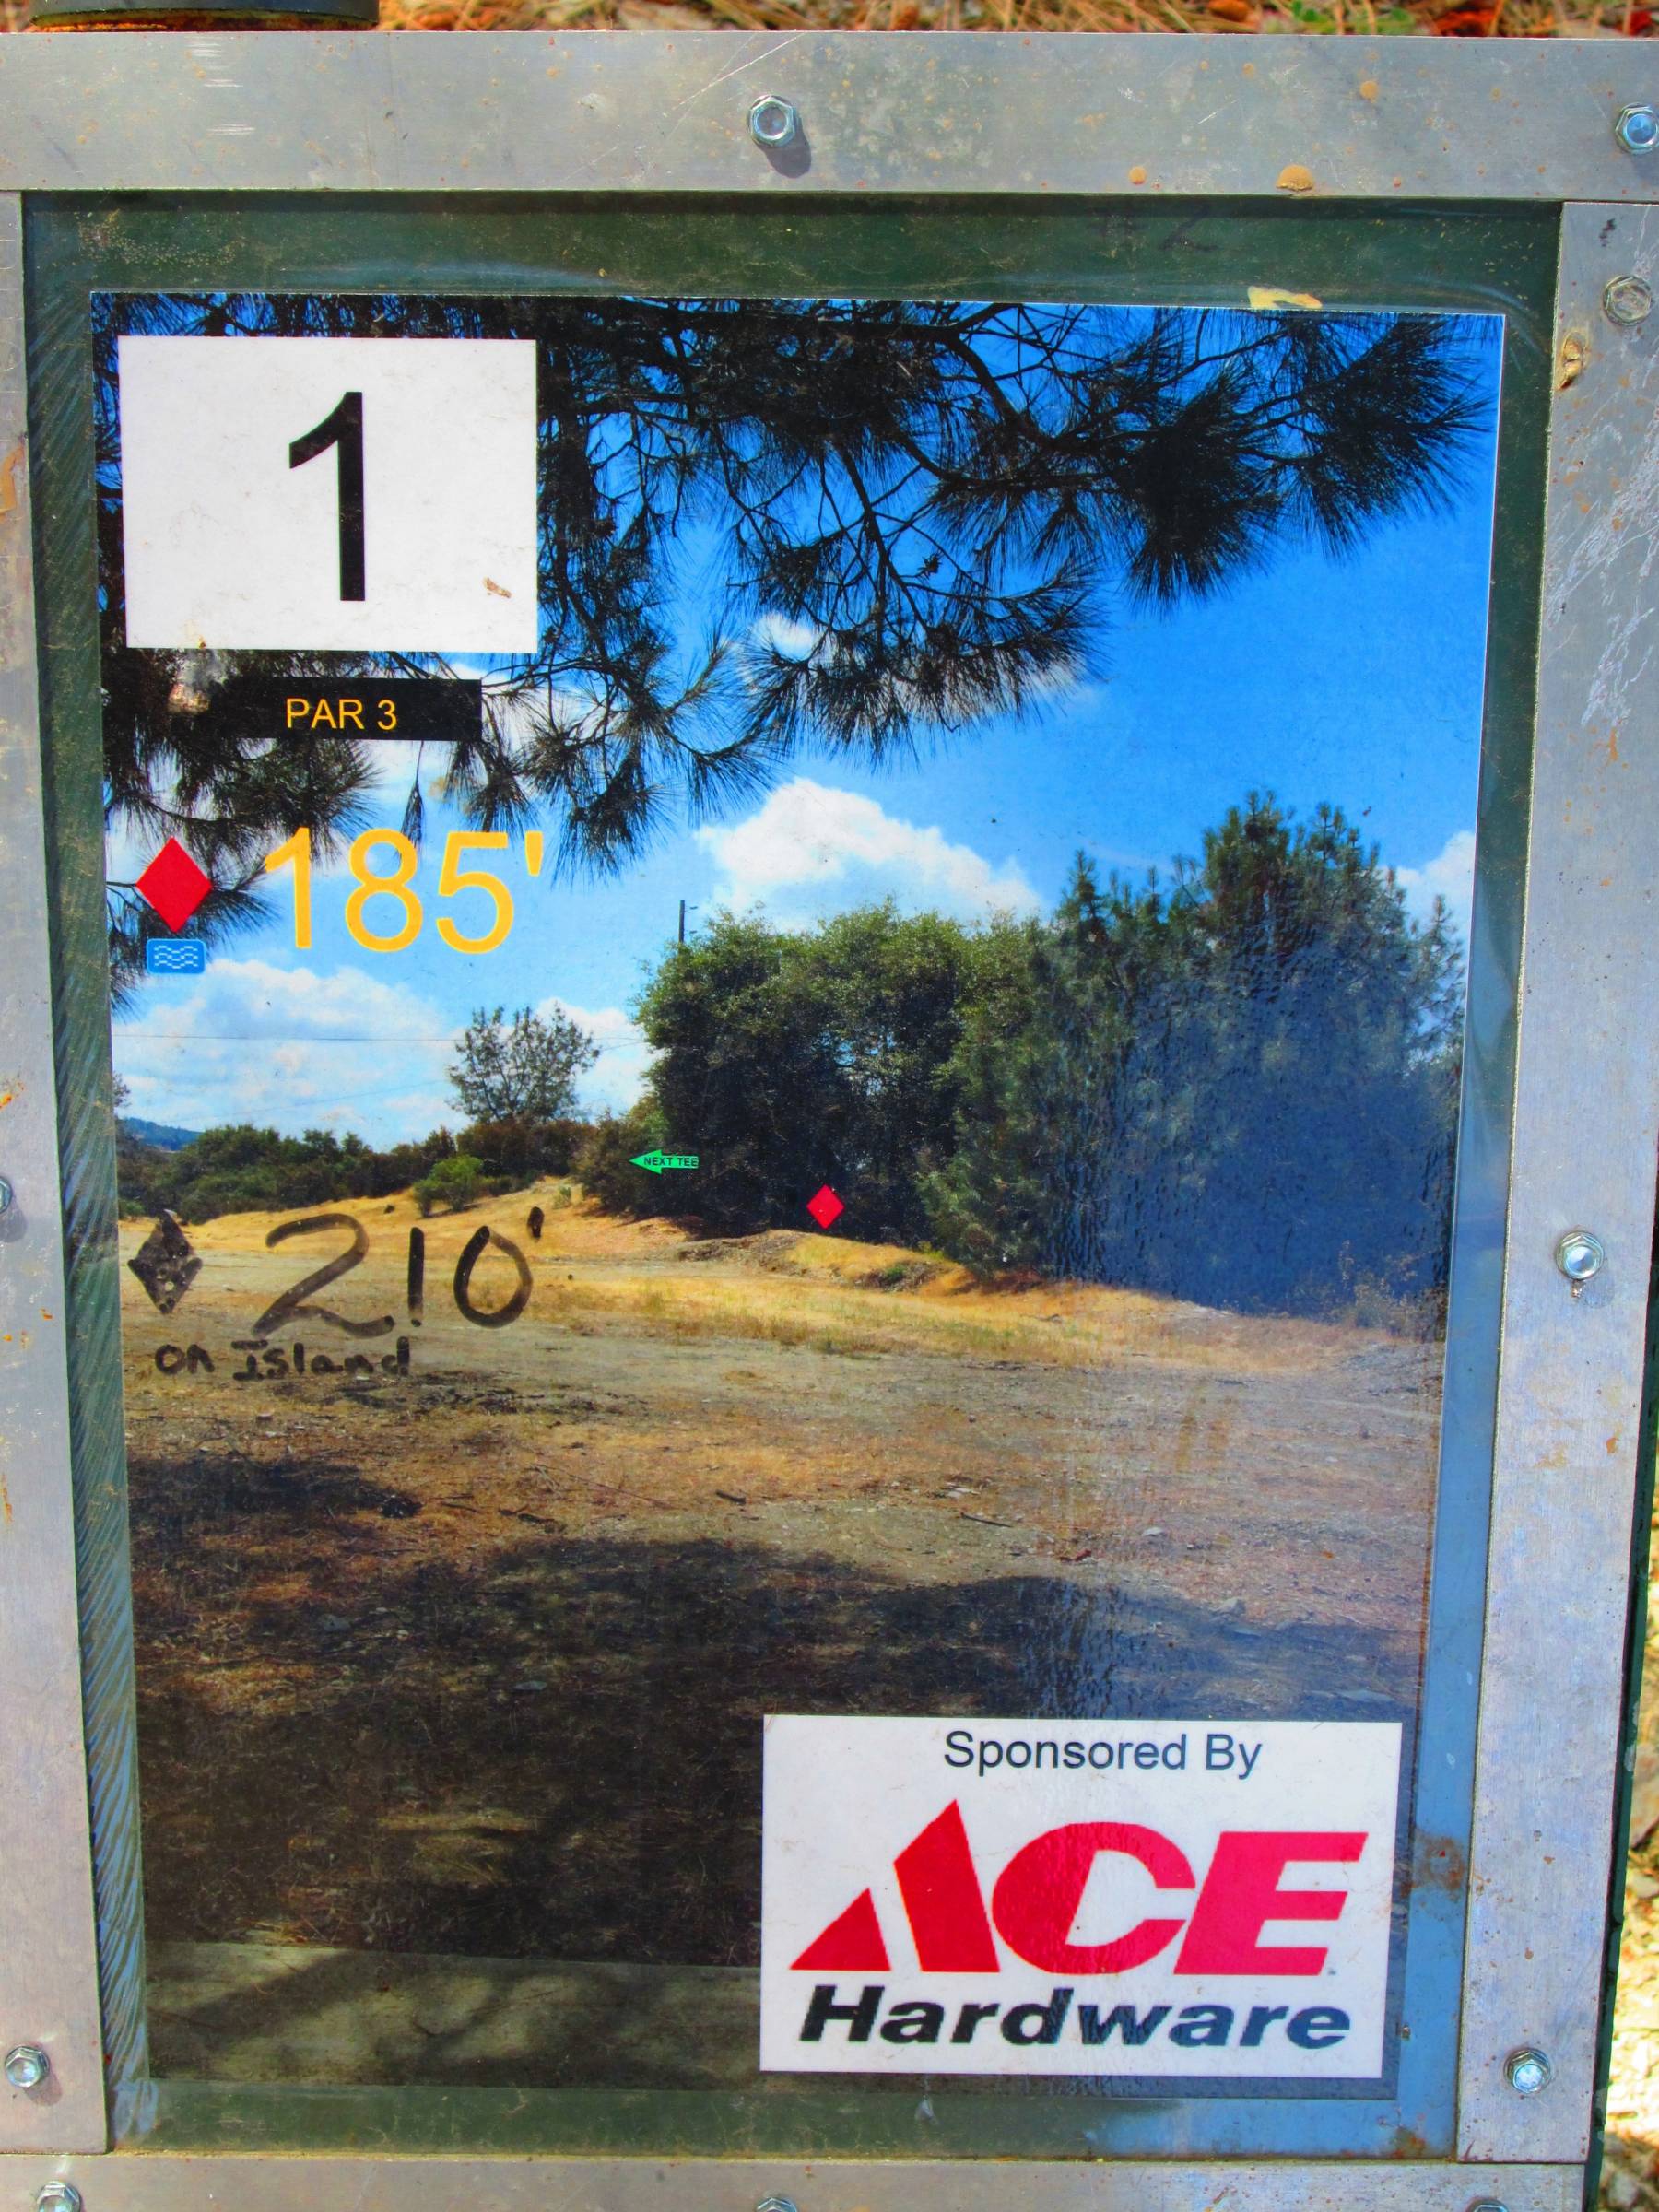 1
PAR 3
185'
NEXT TEE
210'
on Island
Sponsored By
ACE
Hardware